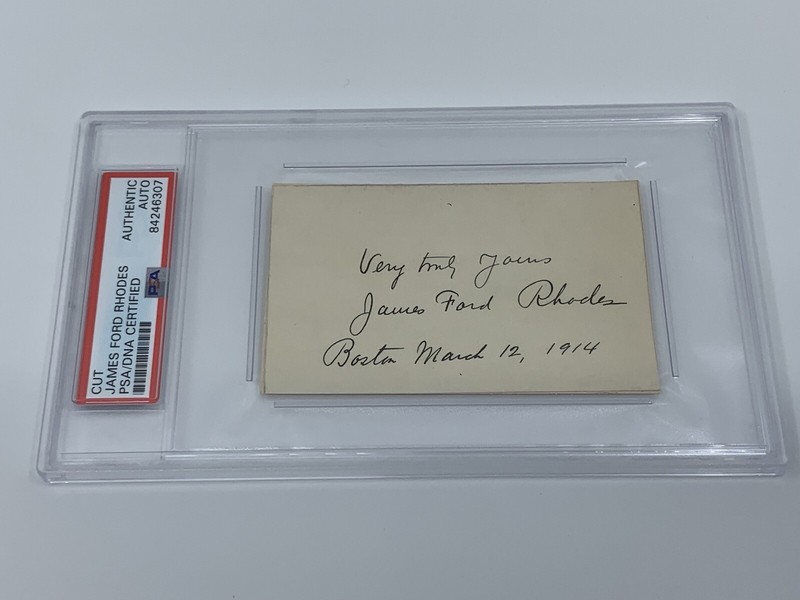 CUT
JAMES FORD RHODES
PSA/DNA CERTIFIED
AUTHENTIC
AUTO
84246307
PSA
Very truly Yours
James Ford Rhodes
Boston March 12, 1914